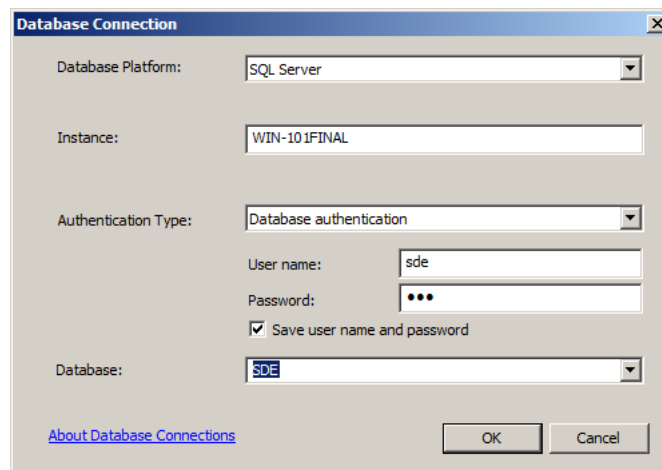 Database Connection
Database Platform: SQL Server
Instance: WIN-101FINAL
Authentication Type: Database authentication
User name: sde
Password: •••
Save user name and password
Database: SDE
About Database Connections OK Cancel